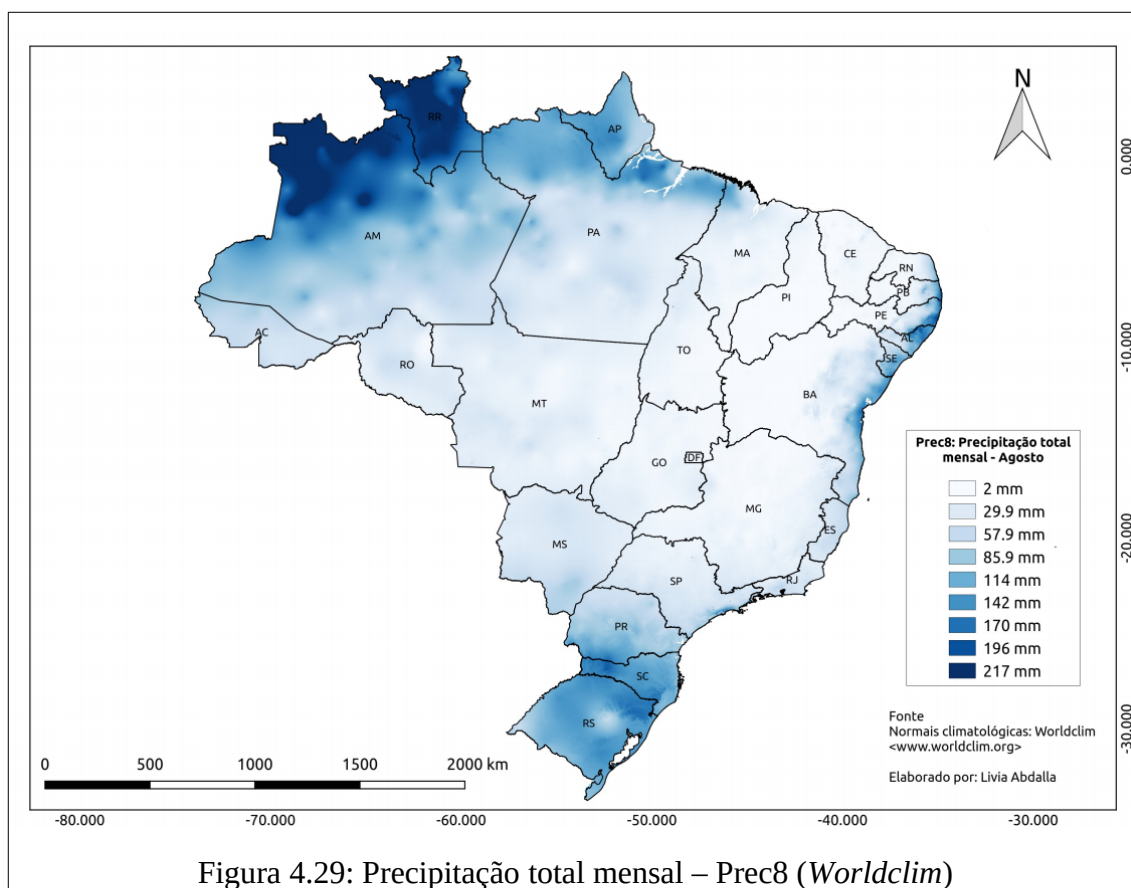 N
RR
AP
AM
PA
MA
CE
RN
PB
PI
PE
AL
SE
AC
RO
TO
BA
MT
GO
DF
MG
ES
MS
SP
RJ
PR
SC
RS
0.000
-10.000
-20.000
-30.000
Prec8: Precipitação total
mensal - Agosto
2 mm
29.9 mm
57.9 mm
85.9 mm
114 mm
142 mm
170 mm
196 mm
217 mm
Fonte
Normais climatológicas: Worldclim
<www.worldclim.org>
Elaborado por: Livia Abdalla
0 500 1000 1500 2000 km
-80.000 -70.000 -60.000 -50.000 -40.000 -30.000
Figura 4.29: Precipitação total mensal – Prec8 (Worldclim)